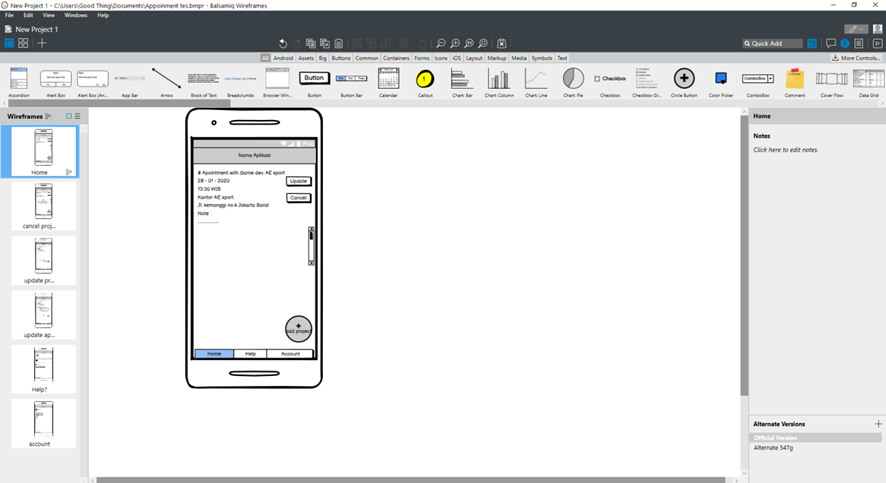 New Project 1 - C:\Users\Good Thing\Documents\Appoinment tes.bmpr - Balsamiq Wireframes
File Edit View Windows Help
New Project 1
Quick Add
All Android Assets Big Buttons Common Containers Forms Icons iOS Layout Markup Media Symbols Text
More Controls...
Button
1
Checkbox
ComboBox
Accordion Alert Box Alert Box (An... App Bar Arrow Block of Text Breadcrumbs Browser Win... Button Button Bar Calendar Callout Chart: Bar Chart: Column Chart: Line Chart: Pie Checkbox Checkbox Gr... Circle Button Color Picker ComboBox Comment Cover Flow Data Grid
Wireframes
Home
cancel proj...
update pr...
update ap...
Help?
account
Nama Aplikasi
# Apointment with Game dev. AE sport
28 - 01 - 2020
Update
13:30 WIB
Kantor AE sport
Cancel
Jl. kemanggi no.4 Jakarta Barat
Note :
+
add project
Home Help Account
Home
Notes
Click here to edit notes.
Alternate Versions
Official Version
Alternate 547g